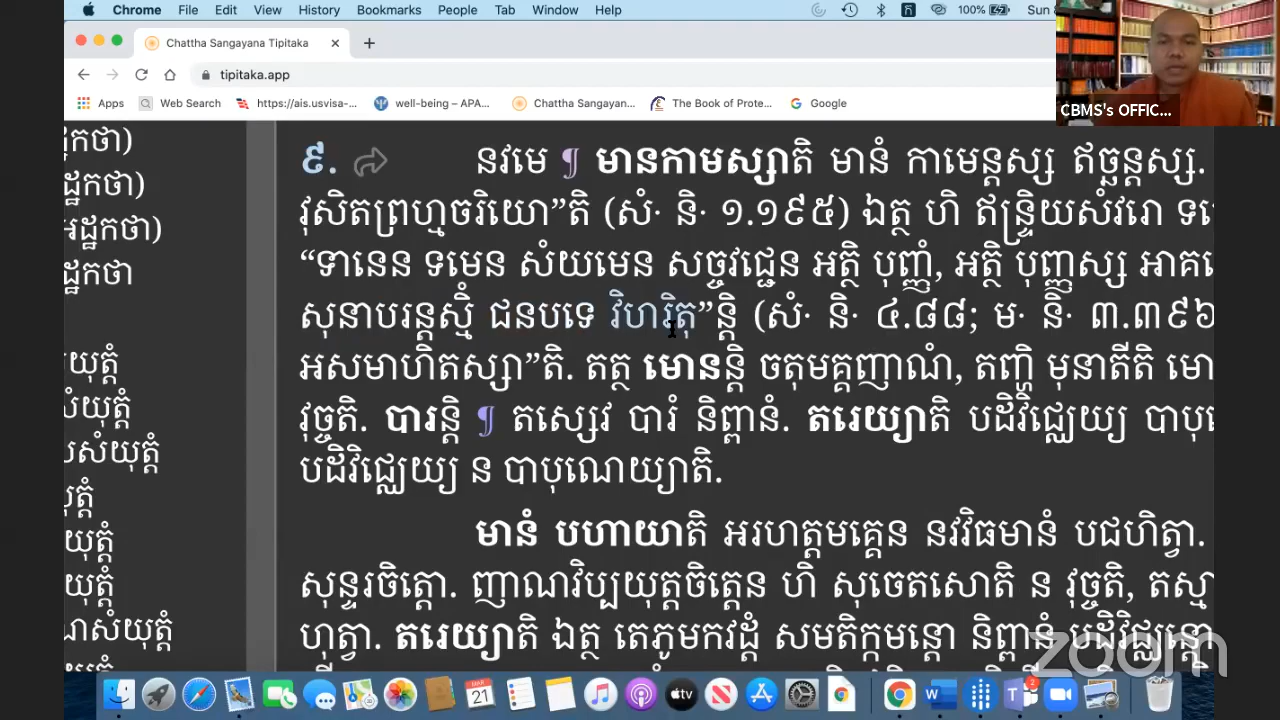 Chrome File Edit View History Bookmarks People Tab Window Help 100% Sun
Chattha Sangayana Tipitaka
tipitaka.app
Apps Web Search https://ais.usvisa-... well-being – APA... Chattha Sangayan... The Book of Prote... Google
CBMS's OFFIC...
៩. នវមេ ¶ មានកាមស្សាតិ មានំ កាមេន្តស្ស ឥច្ឆន្តស្ស.
វុសិតព្រហ្មចរិយោ”តិ (សំ· និ· ១.១៩៥) ឯត្ថ ហិ ឥន្ទ្រិយសំវរោ
“ទានេន ទមេន សំយមេន សច្ចវជ្ជេន អត្ថិ បុញ្ញំ, អត្ថិ បុញ្ញស្ស
សុនាបរន្តស្មិំ ជនបទេ វិហរិតុ”ន្តិ (សំ· និ· ៤.៨៨; ម· និ· ៣.៣៩៦
អសមាហិតស្សា”តិ. តត្ថ មោនន្តិ ចតុមគ្គញាណំ, តញ្ហិ មុនាតីតិ
វុច្ចតិ. បារន្តិ ¶ តស្សេវ បារំ និព្ពានំ. តរេយ្យាតិ បដិវិជ្ឈេយ្យ
បដិវិជ្ឈេយ្យ ន បាបុណេយ្យាតិ.
មានំ បហាយាតិ អរហត្តមគ្គេន នវវិធមានំ បជហិត្វា.
សុន្ទរចិត្តោ. ញាណវិប្បយុត្តចិត្តេន ហិ សុចេតសោតិ ន វុច្ចតិ,
ហុត្វា. តរេយ្យាតិ ឯត្ថ តេភូមកវដ្ដំ សមតិក្កមន្តោ និព្ពានំ បដិវិជ្ឈន្តោ
zoom
MAR 21